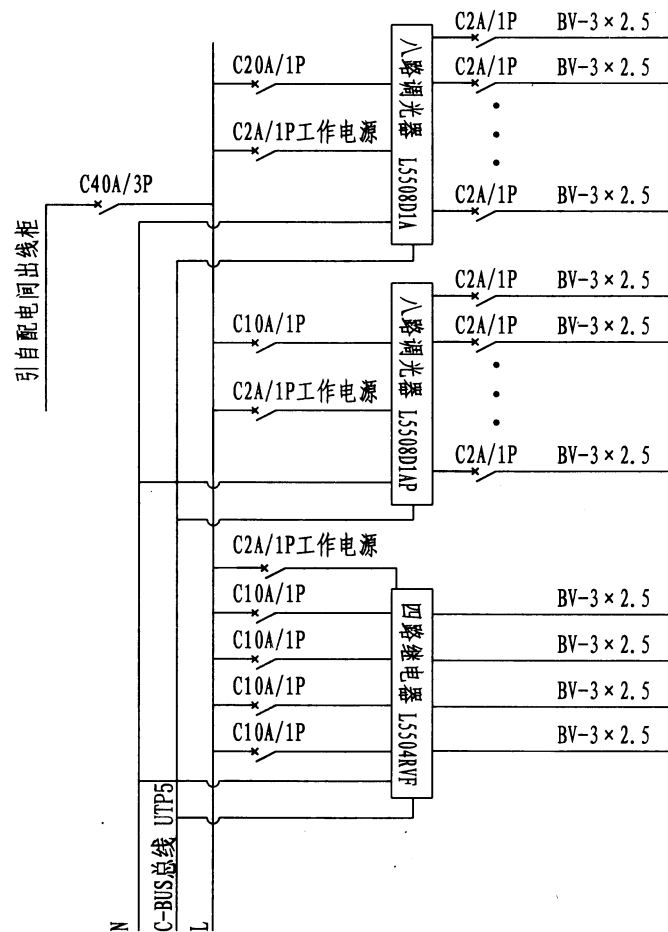 C2A/1P BV-3×2.5
C20A/1P
C2A/1P BV-3×2.5
C2A/1P工作电源
八路调光器 L5508D1A
C40A/3P
C2A/1P BV-3×2.5
引自配电间出线柜
C2A/1P BV-3×2.5
C10A/1P
C2A/1P BV-3×2.5
C2A/1P工作电源
八路调光器 L5508D1AP
C2A/1P BV-3×2.5
C2A/1P工作电源
C10A/1P
BV-3×2.5
C10A/1P
BV-3×2.5
四路继电器 L5504RVF
C10A/1P
BV-3×2.5
C10A/1P
BV-3×2.5
N
C-BUS总线 UTP5
L